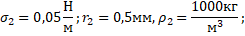 σ₂ = 0,05 Н/м; r₂ = 0,5мм, ρ₂ = 1000кг/м³;